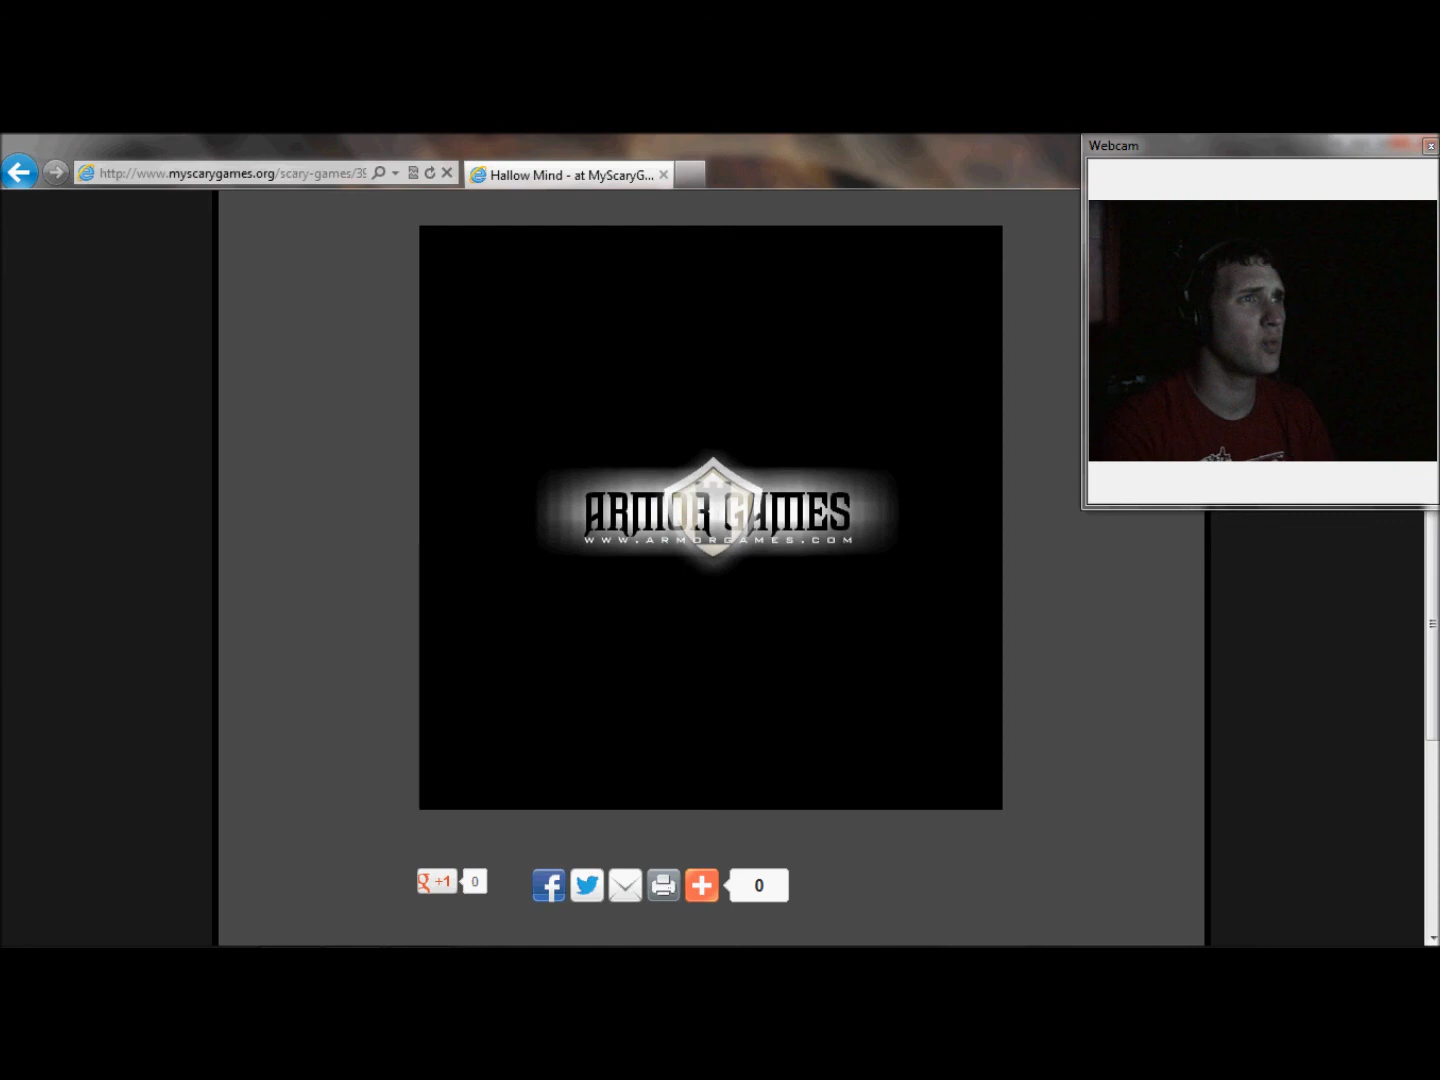 Webcam
http://www.myscarygames.org/scary-games/39
Hallow Mind - at MyScaryG...
ARMOR GAMES
WWW.ARMORGAMES.COM
g +1
0
0